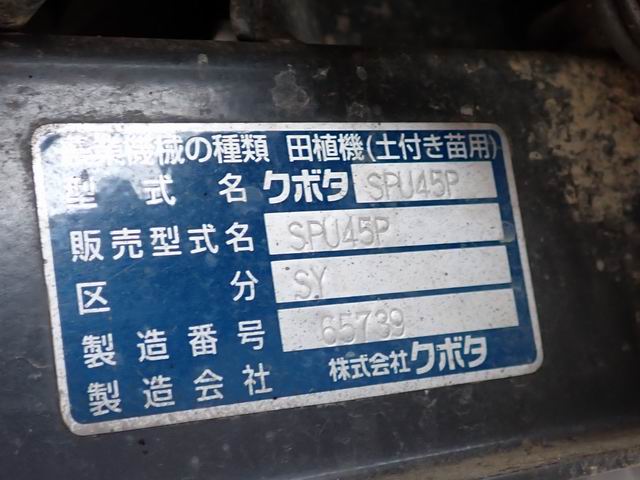 農業機械の種類 田植機(土付き苗用)
型式名 クボタ SPU45P
販売型式名 SPU45P
区分 SY
製造番号 65739
製造会社 株式会社クボタ